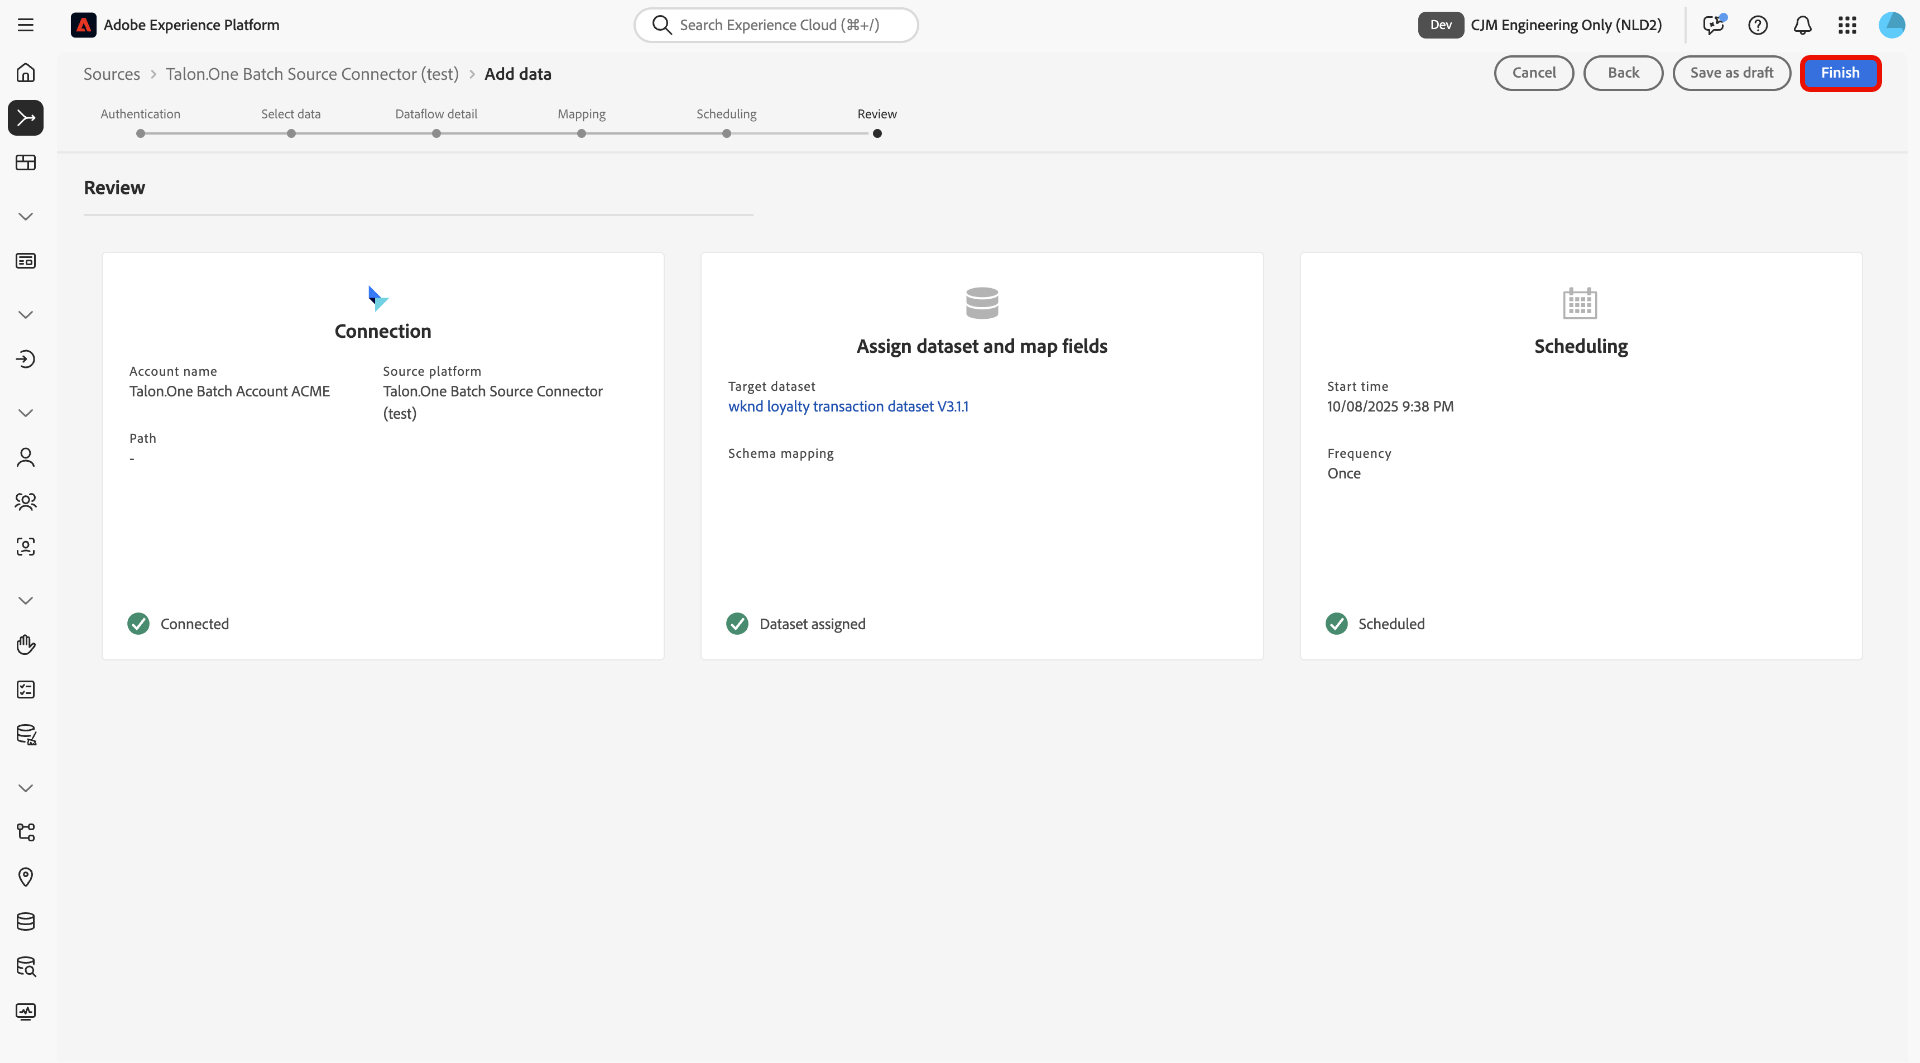 Adobe Experience Platform
Search Experience Cloud (⌘+/)
Dev
CJM Engineering Only (NLD2)
Sources > Talon.One Batch Source Connector (test) > Add data
Cancel
Back
Save as draft
Finish
Authentication
Select data
Dataflow detail
Mapping
Scheduling
Review
Review
Connection
Account name
Talon.One Batch Account ACME
Source platform
Talon.One Batch Source Connector
(test)
Path
-
Connected
Assign dataset and map fields
Target dataset
wknd loyalty transaction dataset V3.1.1
Schema mapping
Dataset assigned
Scheduling
Start time
10/08/2025 9:38 PM
Frequency
Once
Scheduled